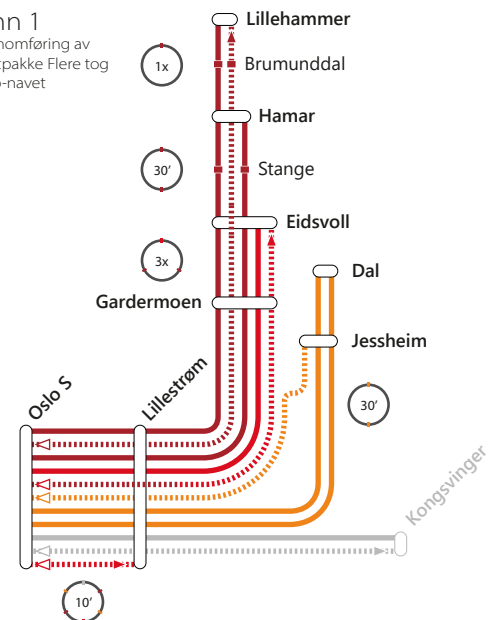 nn 1
nomføring av
tpakke Flere tog
o-navet
Lillehammer
1x
Brumunddal
Hamar
30'
Stange
Eidsvoll
3x
Dal
Gardermoen
Jessheim
Oslo S
Lillestrøm
30'
Kongsvinger
10'